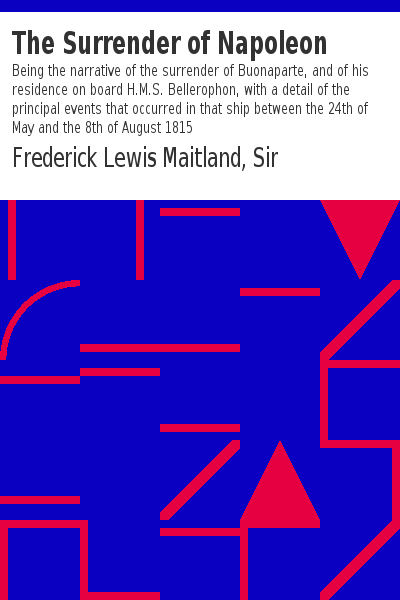 The Surrender of Napoleon
Being the narrative of the surrender of Buonaparte, and of his
residence on board H.M.S. Bellerophon, with a detail of the
principal events that occurred in that ship between the 24th of
May and the 8th of August 1815
Frederick Lewis Maitland, Sir